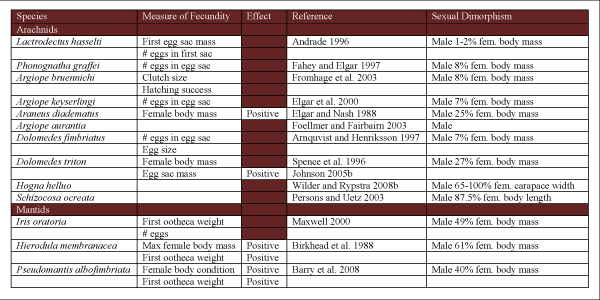 Species Measure of Fecundity Effect Reference Sexual Dimorphism
Arachnids
Lactrodectus hasselti First egg sac mass Andrade 1996 Male 1-2% fem. body mass
# eggs in first sac
Phonognatha graffei # eggs in egg sac Fahey and Elgar 1997 Male 8% fem. body mass
Argiope bruennichi Clutch size Fromhage et al. 2003 Male 8% fem. body mass
Hatching success
Argiope keyserlingi # eggs in egg sac Elgar et al. 2000 Male 7% fem. body mass
Araneus diadematus Female body mass Positive Elgar and Nash 1988 Male 25% fem. body mass
Argiope aurantia Foellmer and Fairbairn 2003 Male
Dolomedes fimbriatus # eggs in egg sac Arnquvist and Henriksson 1997 Male 7% fem. body mass
Egg size
Dolomedes triton Female body mass Spence et al. 1996 Male 27% fem. body mass
Egg sac mass Positive Johnson 2005b
Hogna helluo Wilder and Rypstra 2008b Male 65-100% fem. carapace width
Schizocosa ocreata Persons and Uetz 2003 Male 87.5% fem. body length
Mantids
Iris oratoria First ootheca weight Maxwell 2000 Male 49% fem. body mass
# eggs
Hierodula membranacea Max female body mass Positive Birkhead et al. 1988 Male 61% fem. body mass
First ootheca weight Positive
Pseudomantis albofimbriata Female body condition Positive Barry et al. 2008 Male 40% fem. body mass
First ootheca weight Positive